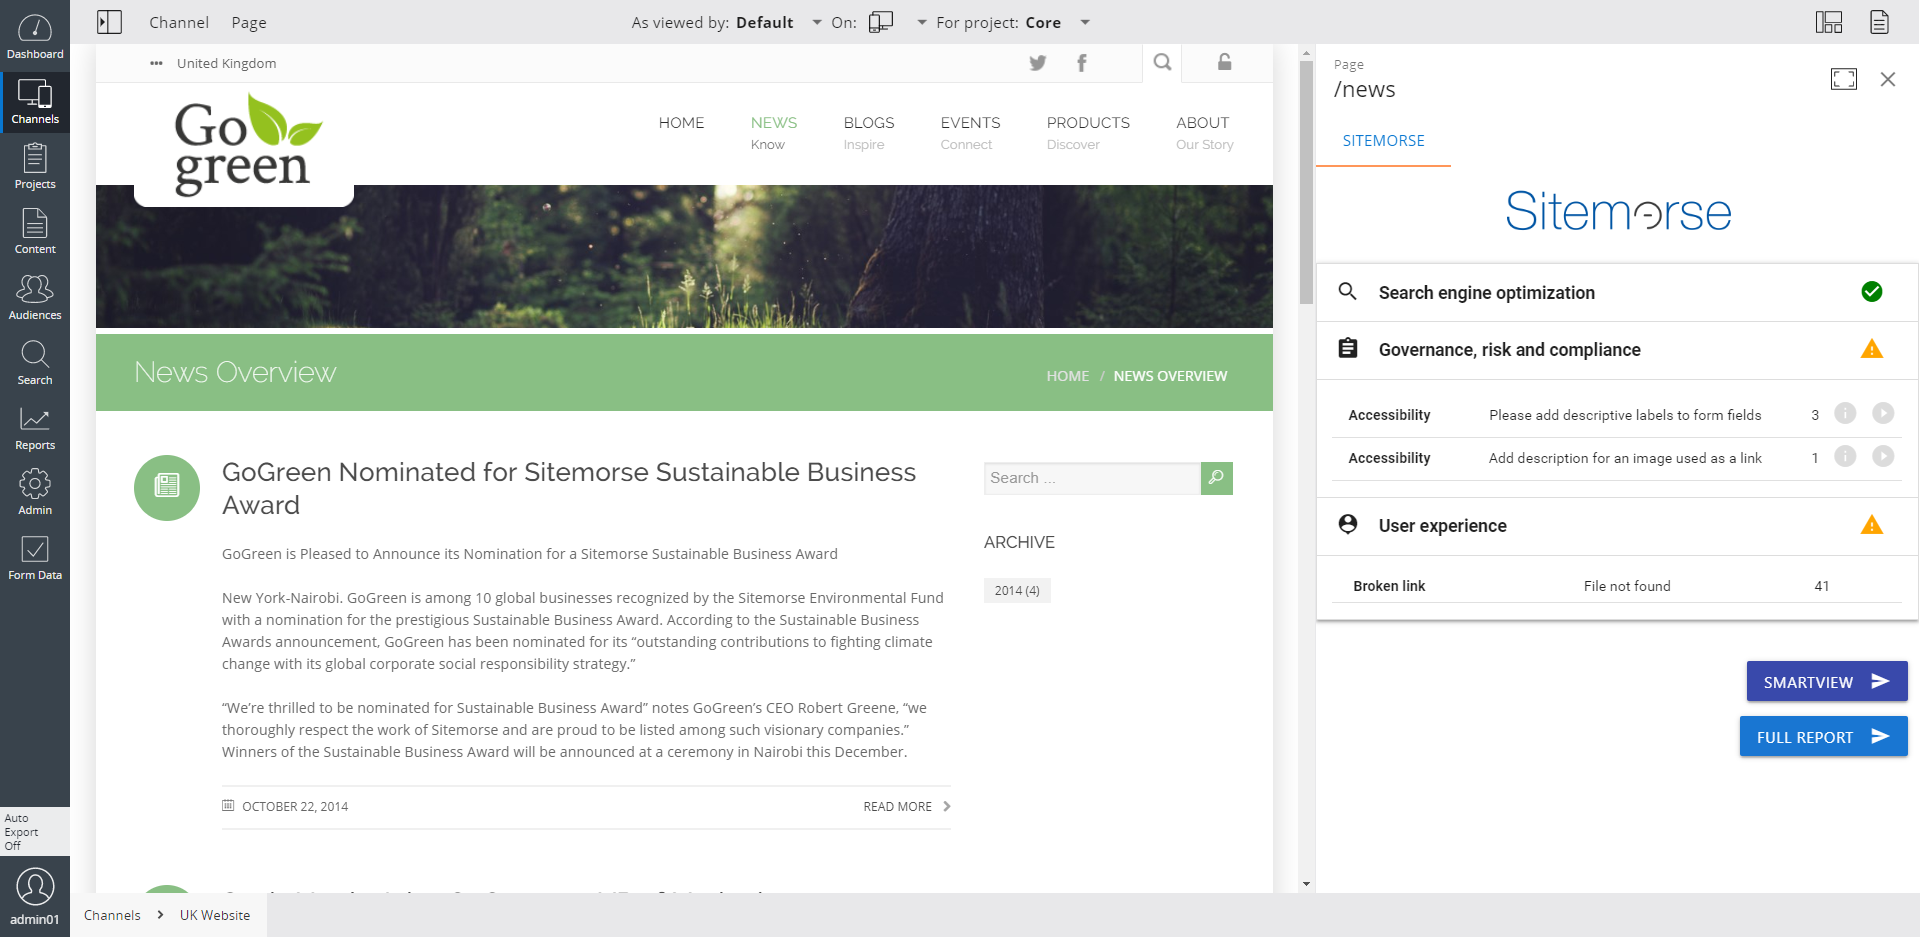 Channel
Page
As viewed by: Default
On:
For project: Core
Dashboard
Channels
Projects
Content
Audiences
Search
Reports
Admin
Form Data
Auto
Export
Off
admin01
United Kingdom
Go
green
HOME
NEWS
Know
BLOGS
Inspire
EVENTS
Connect
PRODUCTS
Discover
ABOUT
Our Story
News Overview
HOME / NEWS OVERVIEW
GoGreen Nominated for Sitemorse Sustainable Business
Award
GoGreen is Pleased to Announce its Nomination for a Sitemorse Sustainable Business Award
New York-Nairobi. GoGreen is among 10 global businesses recognized by the Sitemorse Environmental Fund
with a nomination for the prestigious Sustainable Business Award. According to the Sustainable Business
Awards announcement, GoGreen has been nominated for its “outstanding contributions to fighting climate
change with its global corporate social responsibility strategy.”
“We’re thrilled to be nominated for Sustainable Business Award” notes GoGreen’s CEO Robert Greene, “we
thoroughly respect the work of Sitemorse and are proud to be listed among such visionary companies.”
Winners of the Sustainable Business Award will be announced at a ceremony in Nairobi this December.
OCTOBER 22, 2014
READ MORE
Search ...
ARCHIVE
2014 (4)
Channels > UK Website
Page
/news
SITEMORSE
Sitemorse
Search engine optimization
Governance, risk and compliance
Accessibility Please add descriptive labels to form fields 3
Accessibility Add description for an image used as a link 1
User experience
Broken link File not found 41
SMARTVIEW
FULL REPORT